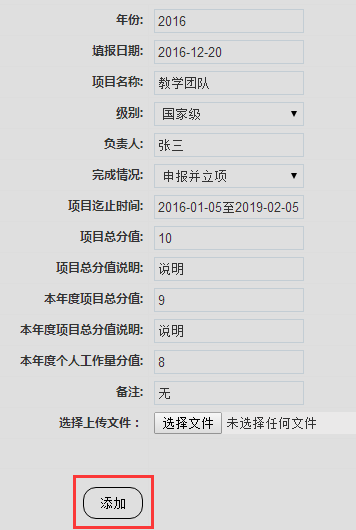 年份: 2016
填报日期: 2016-12-20
项目名称: 教学团队
级别: 国家级
负责人: 张三
完成情况: 申报并立项
项目迄止时间: 2016-01-05至2019-02-05
项目总分值: 10
项目总分值说明: 说明
本年度项目总分值: 9
本年度项目总分值说明: 说明
本年度个人工作量分值: 8
备注: 无
选择上传文件： 选择文件 未选择任何文件
添加